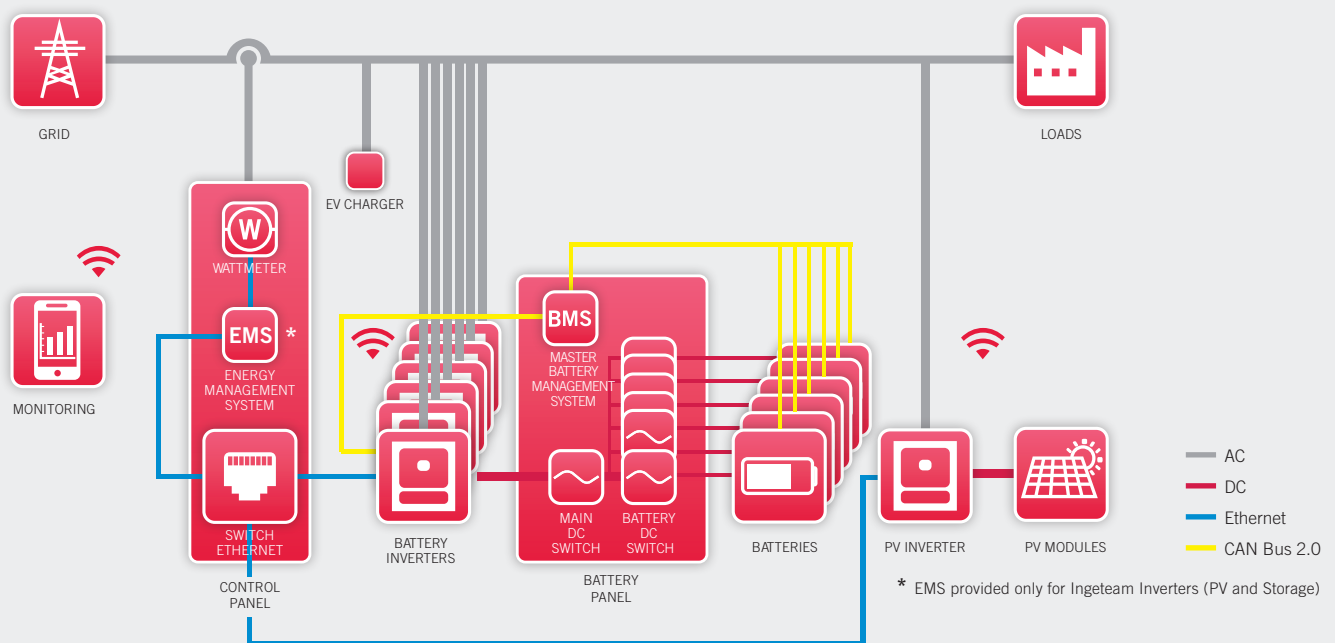 GRID
LOADS
EV CHARGER
W
WATTMETER
EMS *
ENERGY
MANAGEMENT
SYSTEM
MONITORING
SWITCH
ETHERNET
CONTROL
PANEL
BATTERY
INVERTERS
BMS
MASTER
BATTERY
MANAGEMENT
SYSTEM
MAIN
DC
SWITCH
BATTERY
DC
SWITCH
BATTERY
PANEL
BATTERIES
PV INVERTER
PV MODULES
AC
DC
Ethernet
CAN Bus 2.0
* EMS provided only for Ingeteam Inverters (PV and Storage)